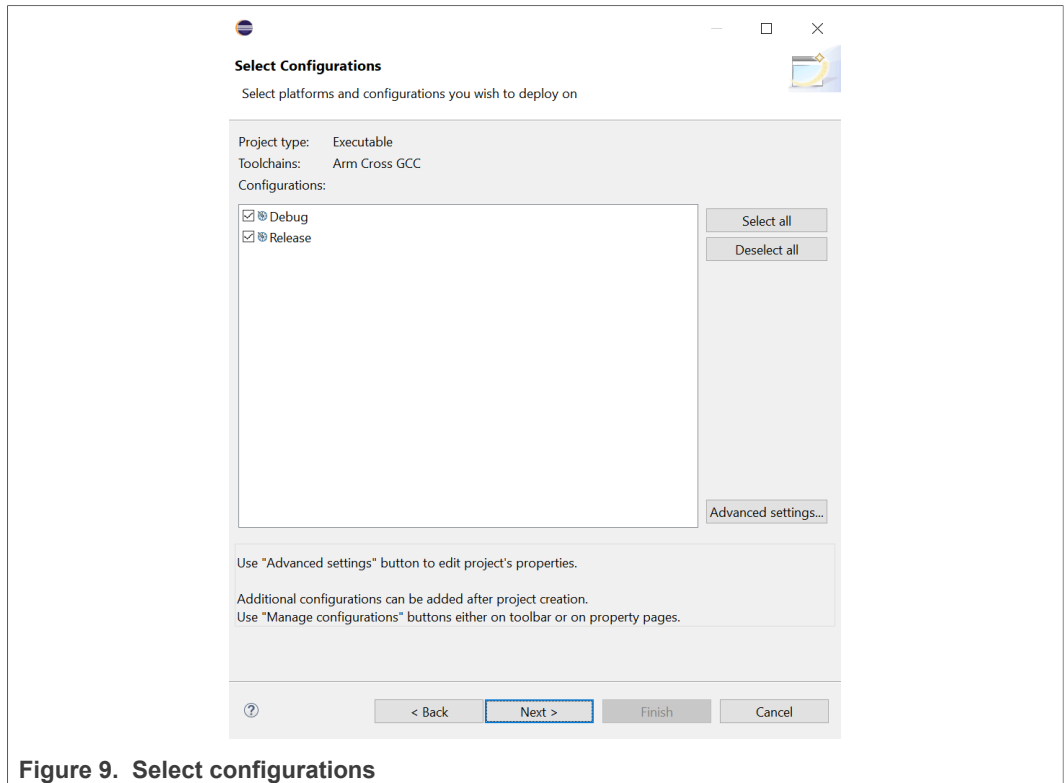 Select Configurations
Select platforms and configurations you wish to deploy on
Project type: Executable
Toolchains: Arm Cross GCC
Configurations:
Debug
Release
Select all
Deselect all
Advanced settings...
Use "Advanced settings" button to edit project's properties.
Additional configurations can be added after project creation.
Use "Manage configurations" buttons either on toolbar or on property pages.
< Back Next > Finish Cancel
Figure 9. Select configurations